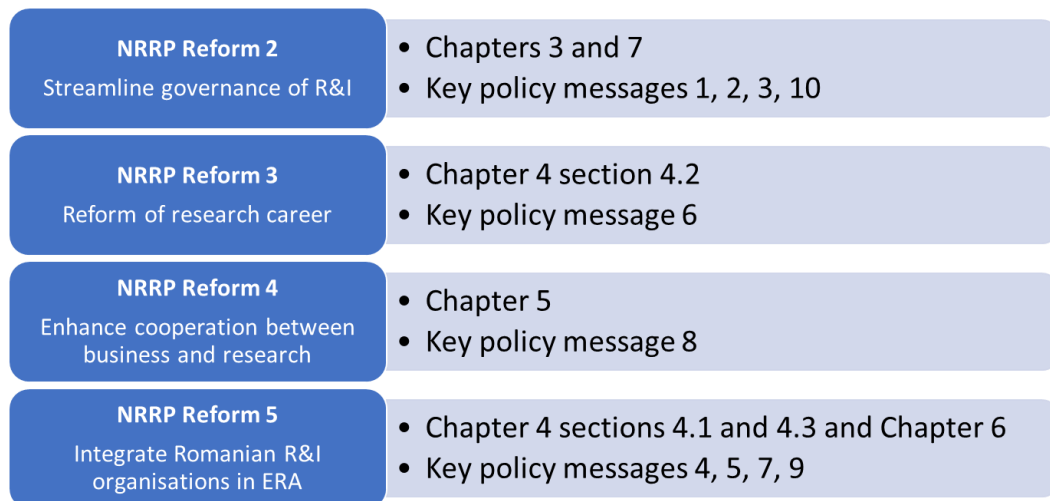 NRRP Reform 2
Streamline governance of R&I
• Chapters 3 and 7
• Key policy messages 1, 2, 3, 10
NRRP Reform 3
Reform of research career
• Chapter 4 section 4.2
• Key policy message 6
NRRP Reform 4
Enhance cooperation between
business and research
• Chapter 5
• Key policy message 8
NRRP Reform 5
Integrate Romanian R&I
organisations in ERA
• Chapter 4 sections 4.1 and 4.3 and Chapter 6
• Key policy messages 4, 5, 7, 9